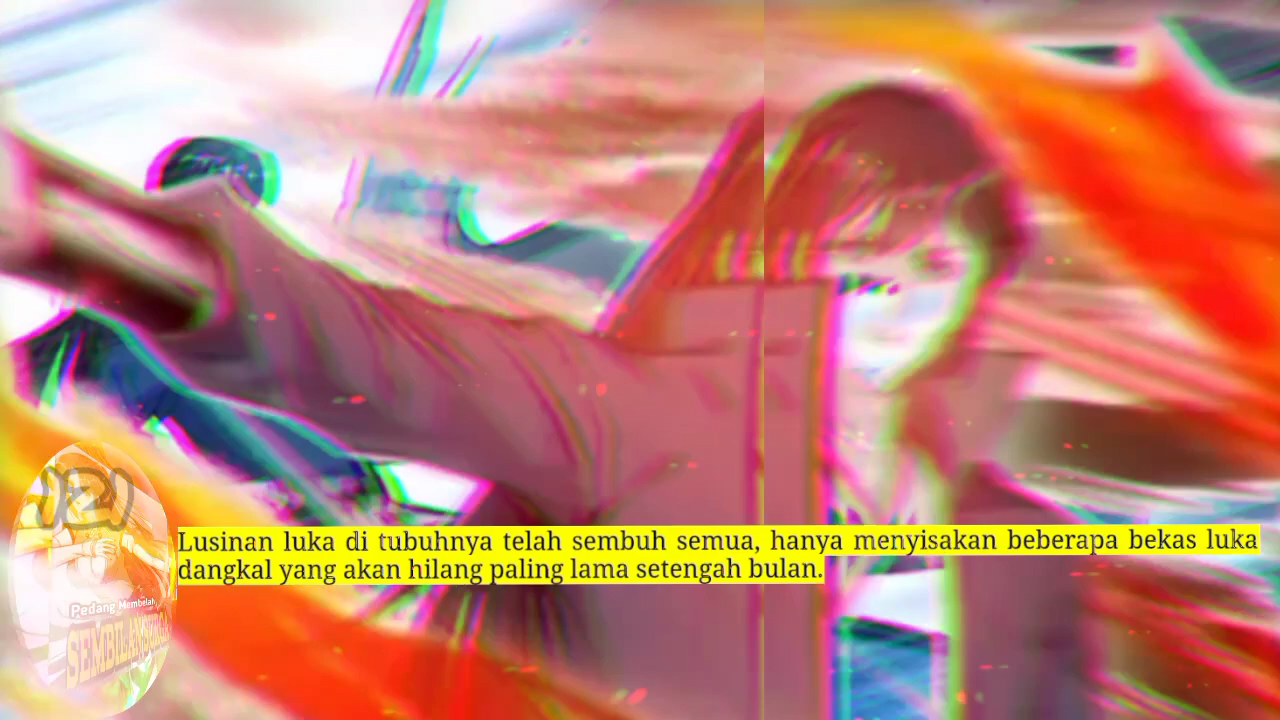 Lusinan luka di tubuhnya telah sembuh semua, hanya menyisakan beberapa bekas luka
dangkal yang akan hilang paling lama setengah bulan.
Pedang Membelah
SEMBILAN SURGA